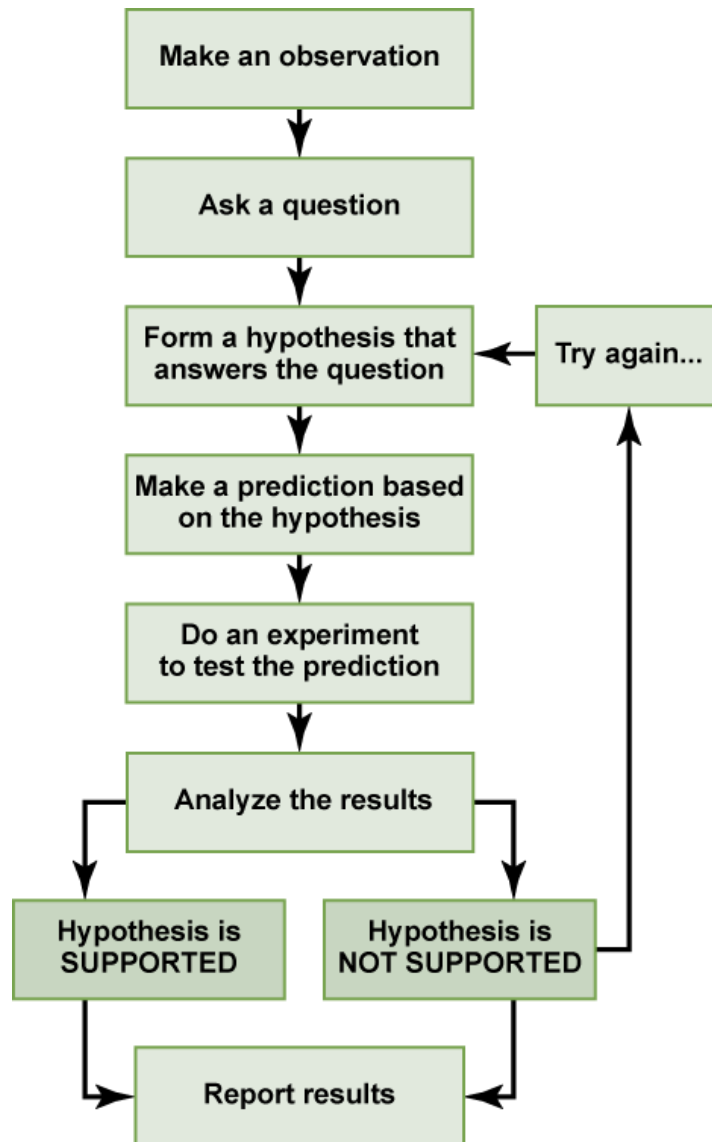 Make an observation
Ask a question
Form a hypothesis that
answers the question
Try again...
Make a prediction based
on the hypothesis
Do an experiment
to test the prediction
Analyze the results
Hypothesis is
SUPPORTED
Hypothesis is
NOT SUPPORTED
Report results